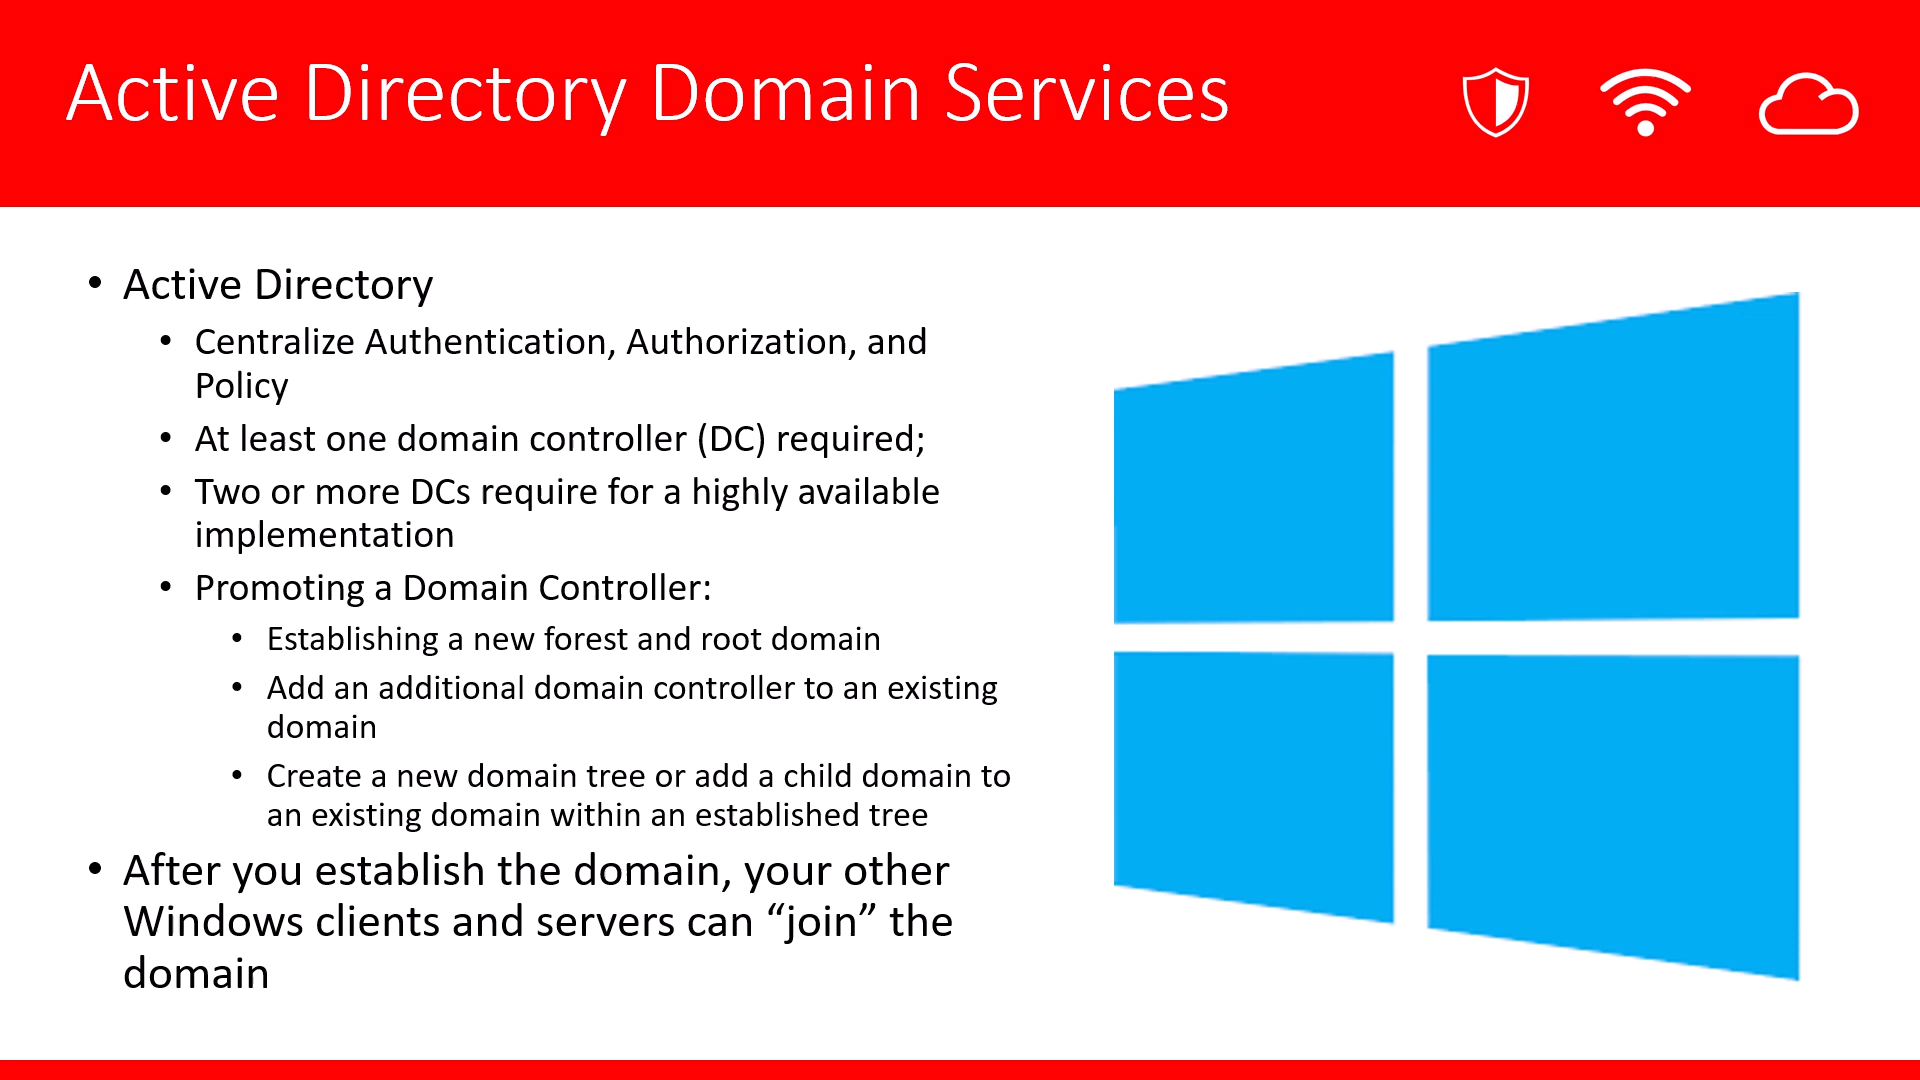 Active Directory Domain Services
• Active Directory
• Centralize Authentication, Authorization, and
Policy
• At least one domain controller (DC) required;
• Two or more DCs require for a highly available
implementation
• Promoting a Domain Controller:
• Establishing a new forest and root domain
• Add an additional domain controller to an existing
domain
• Create a new domain tree or add a child domain to
an existing domain within an established tree
• After you establish the domain, your other
Windows clients and servers can “join” the
domain